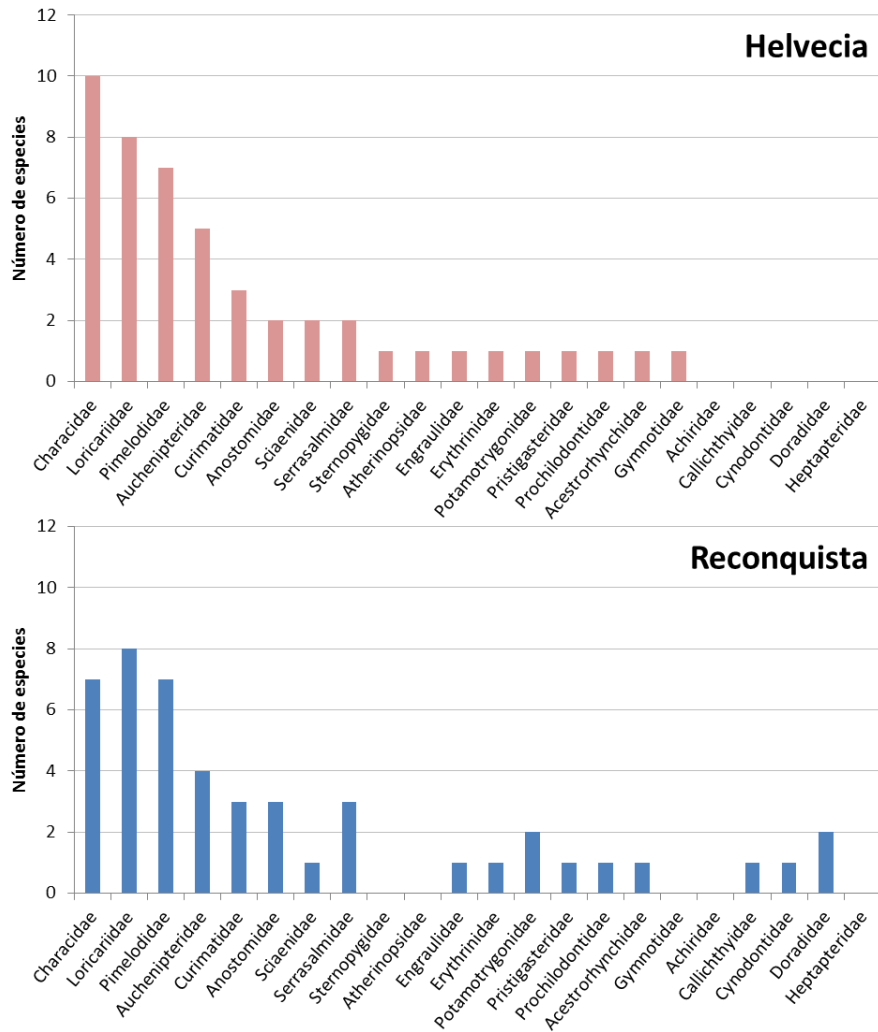 Helvecia
Número de especies
12
10
8
6
4
2
0
Characidae
Loricariidae
Pimelodidae
Auchenipteridae
Curimatidae
Anostomidae
Sciaenidae
Serrasalmidae
Sternopygidae
Atherinopsidae
Engraulidae
Erythrinidae
Potamotrygonidae
Pristigasteridae
Prochilodontidae
Acestrorhynchidae
Gymnotidae
Achiridae
Callichthyidae
Cynodontidae
Doradidae
Heptapteridae
Reconquista
Número de especies
12
10
8
6
4
2
0
Characidae
Loricariidae
Pimelodidae
Auchenipteridae
Curimatidae
Anostomidae
Sciaenidae
Serrasalmidae
Sternopygidae
Atherinopsidae
Engraulidae
Erythrinidae
Potamotrygonidae
Pristigasteridae
Prochilodontidae
Acestrorhynchidae
Gymnotidae
Achiridae
Callichthyidae
Cynodontidae
Doradidae
Heptapteridae